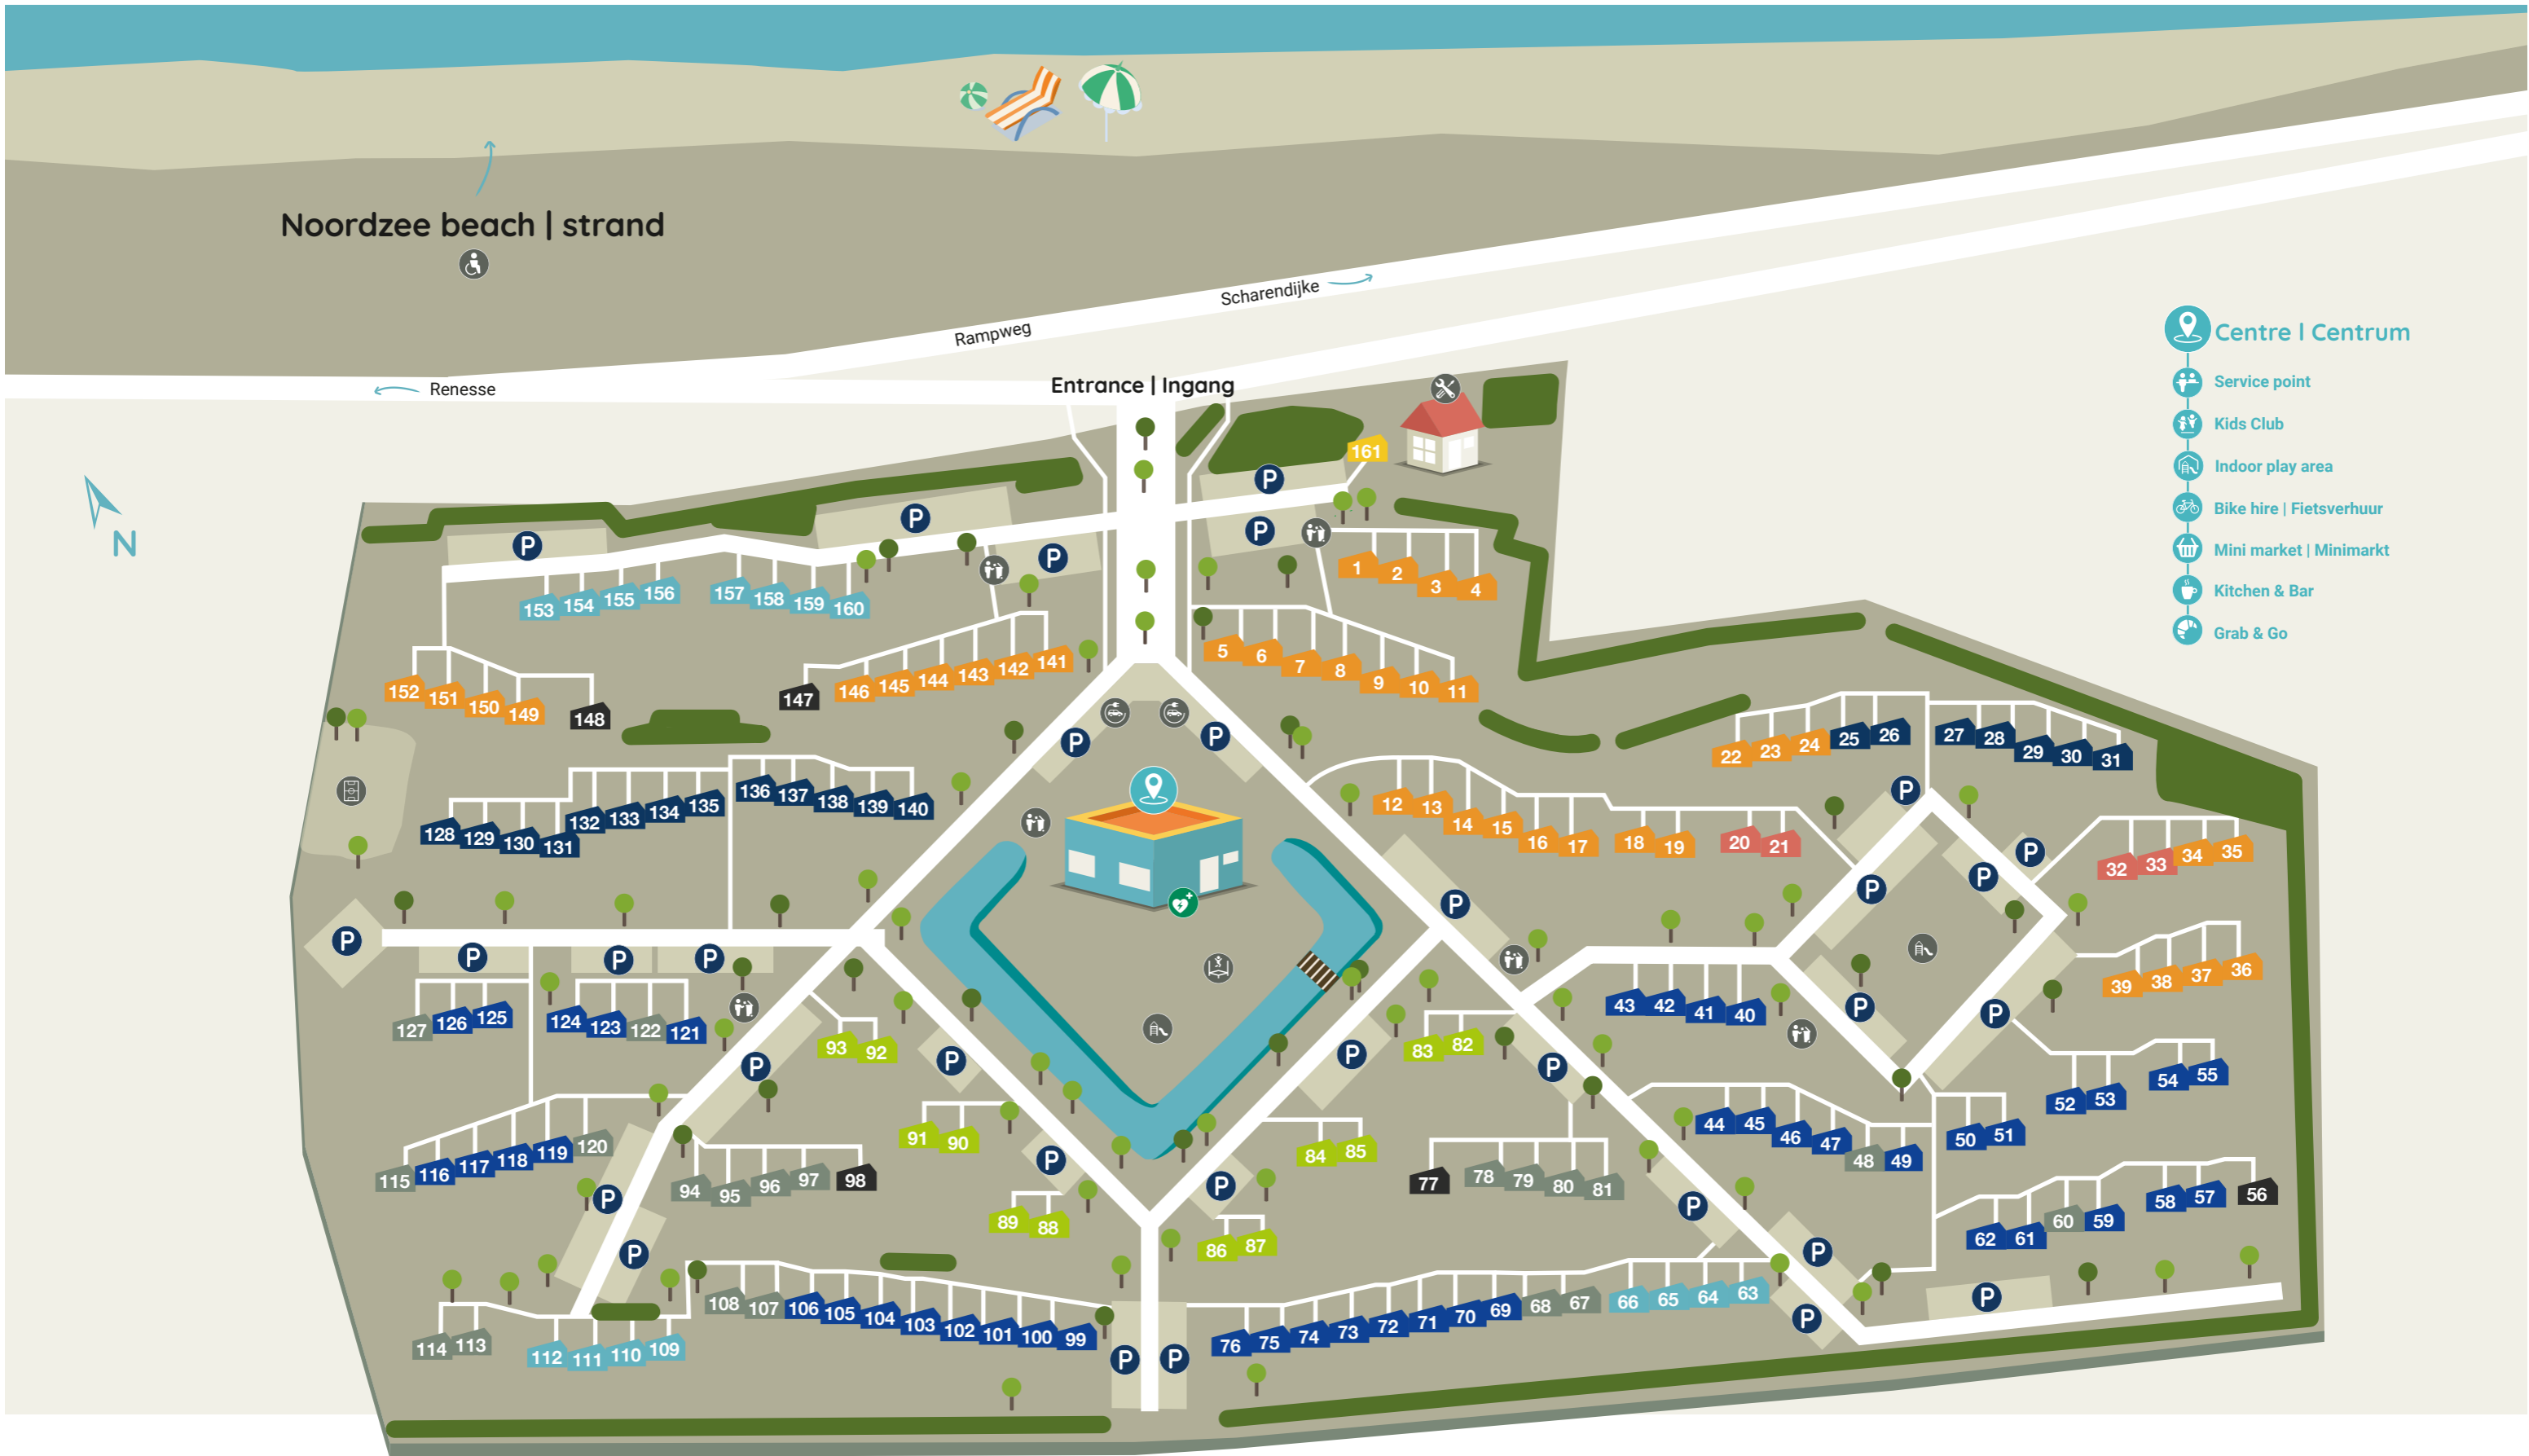 Noordzee beach | strand
Scharendijke
Rampweg
Renesse
Entrance | Ingang
Centre | Centrum
Service point
Kids Club
Indoor play area
Bike hire | Fietsverhuur
Mini market | Minimarkt
Kitchen & Bar
Grab & Go
N
P P P P P
161
1 2 3 4
153 154 155 156 157 158 159 160
5 6 7 8 9 10 11
152 151 150 149 148
147 146 145 144 143 142 141
P P
22 23 24 25 26 27 28 29 30 31
128 129 130 131 132 133 134 135 136 137 138 139 140
12 13 14 15 16 17 18 19 20 21
P P P P P
32 33 34 35
P P P P
39 38 37 36
127 126 125 124 123 122 121
43 42 41 40
P P
93 92
P P P P
83 82
54 55
52 53
115 116 117 118 119 120
91 90
84 85
44 45 46 47 48 49
50 51
94 95 96 97 98
P P
77 78 79 80 81
P P P
89 88
86 87
62 61 60 59 58 57 56
P P
114 113
112 111 110 109
108 107 106 105 104 103 102 101 100 99
76 75 74 73 72 71 70 69 68 67 66 65 64 63
P P P P